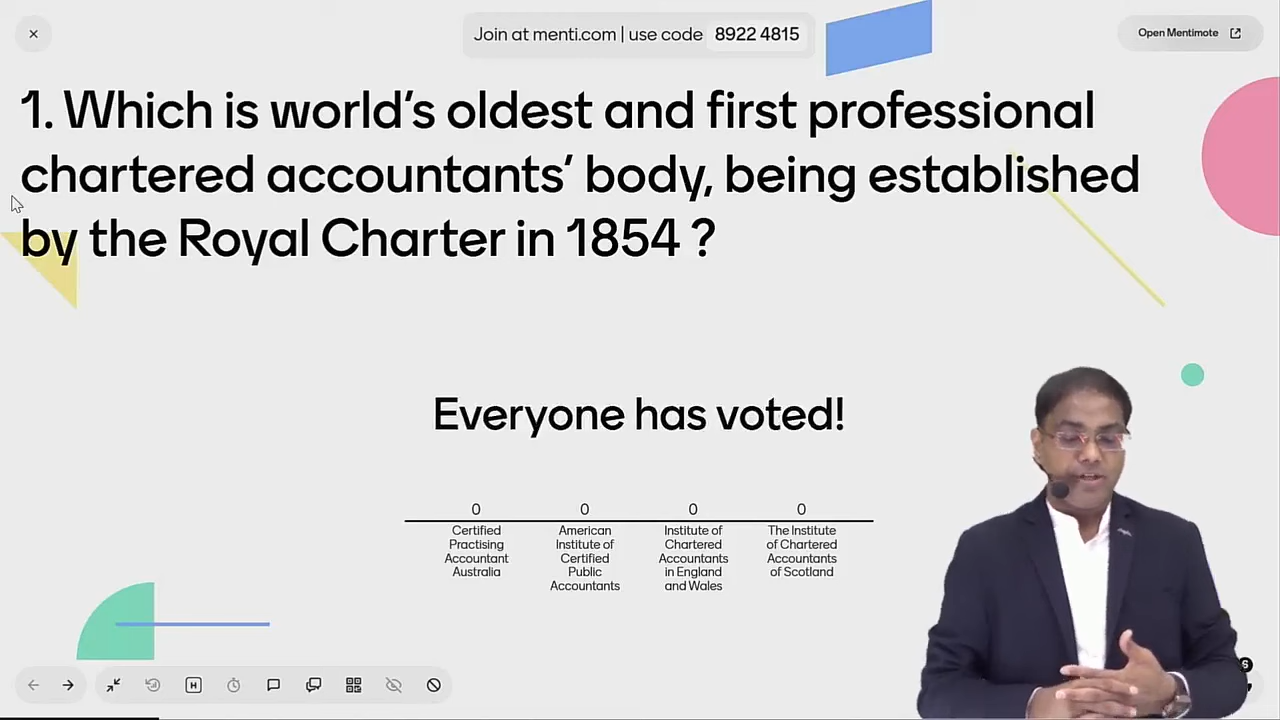 Join at menti.com | use code 8922 4815
Open Mentimote
1. Which is world's oldest and first professional
chartered accountants' body, being established
by the Royal Charter in 1854 ?
Everyone has voted!
0
0
0
0
Certified
Practising
Accountant
Australia
American
Institute of
Certified
Public
Accountants
Institute of
Chartered
Accountants
in England
and Wales
The Institute
of Chartered
Accountants
of Scotland
H